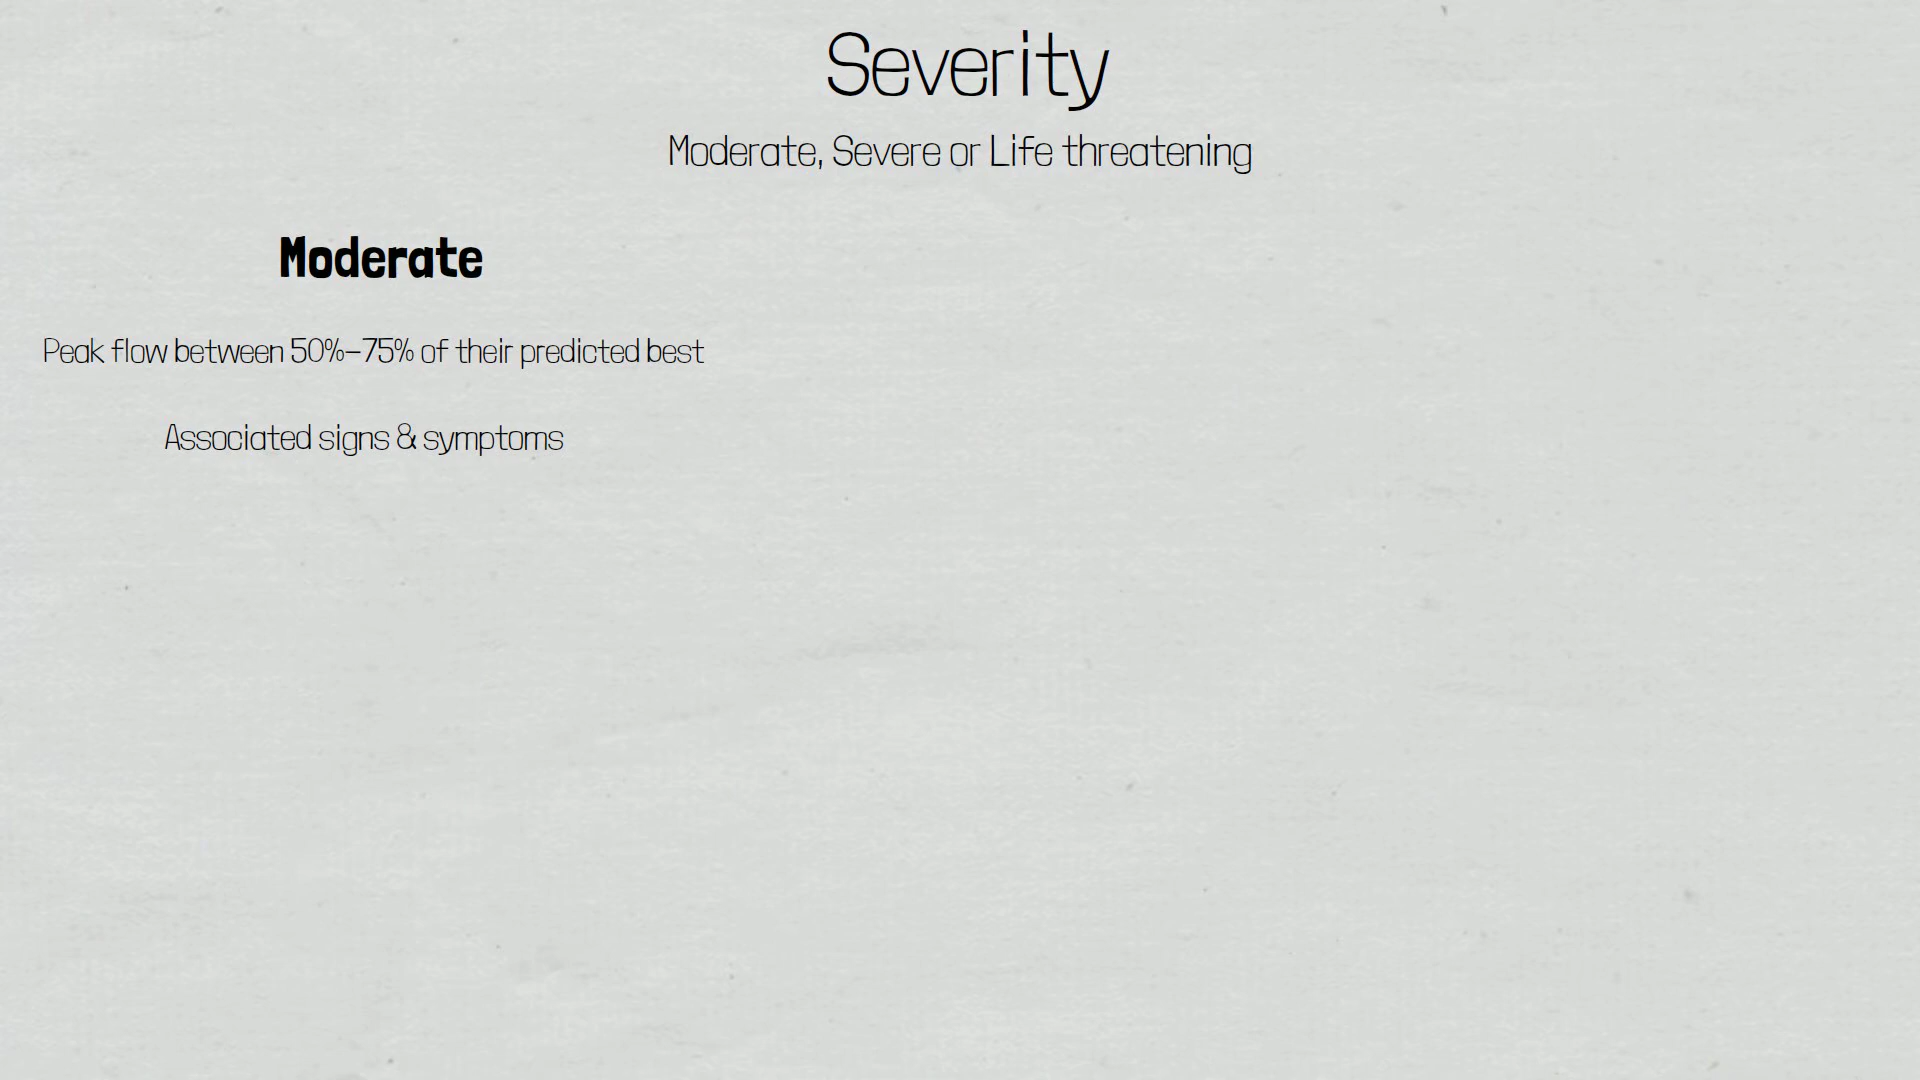 Severity
Moderate, Severe or Life threatening
Moderate
Peak flow between 50%-75% of their predicted best
Associated signs & symptoms